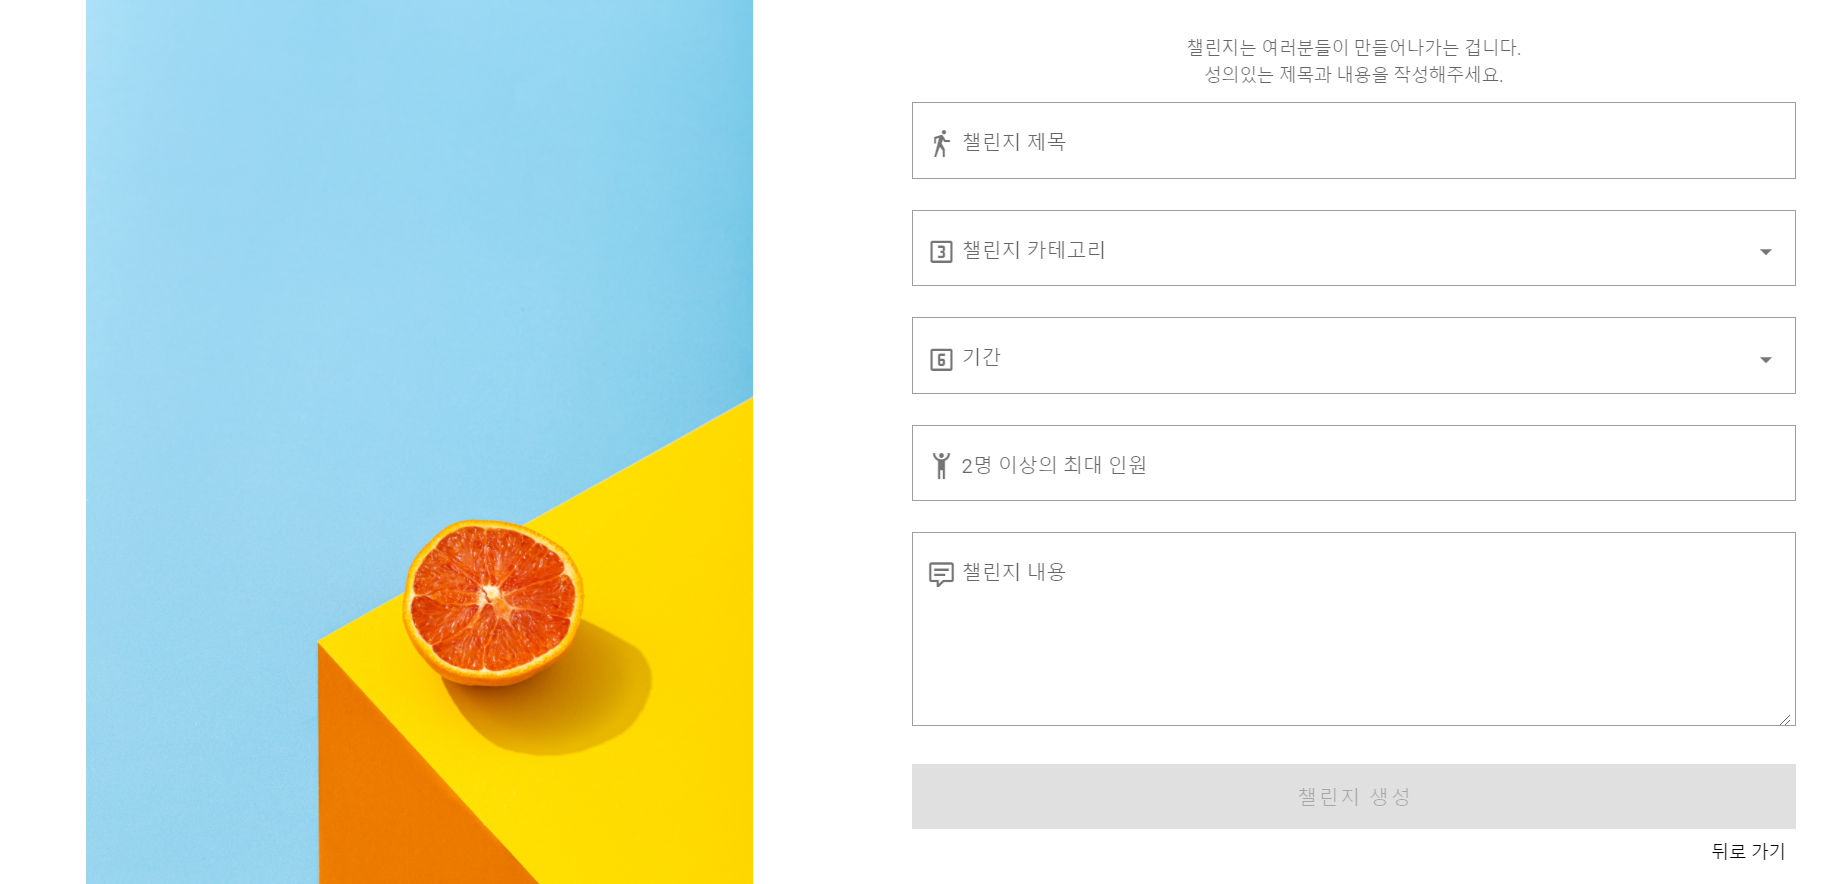 챌린지는 여러분들이 만들어나가는 겁니다.
성의있는 제목과 내용을 작성해주세요.
챌린지 제목
3 챌린지 카테고리
6 기간
2명 이상의 최대 인원
챌린지 내용
챌린지 생성
뒤로 가기